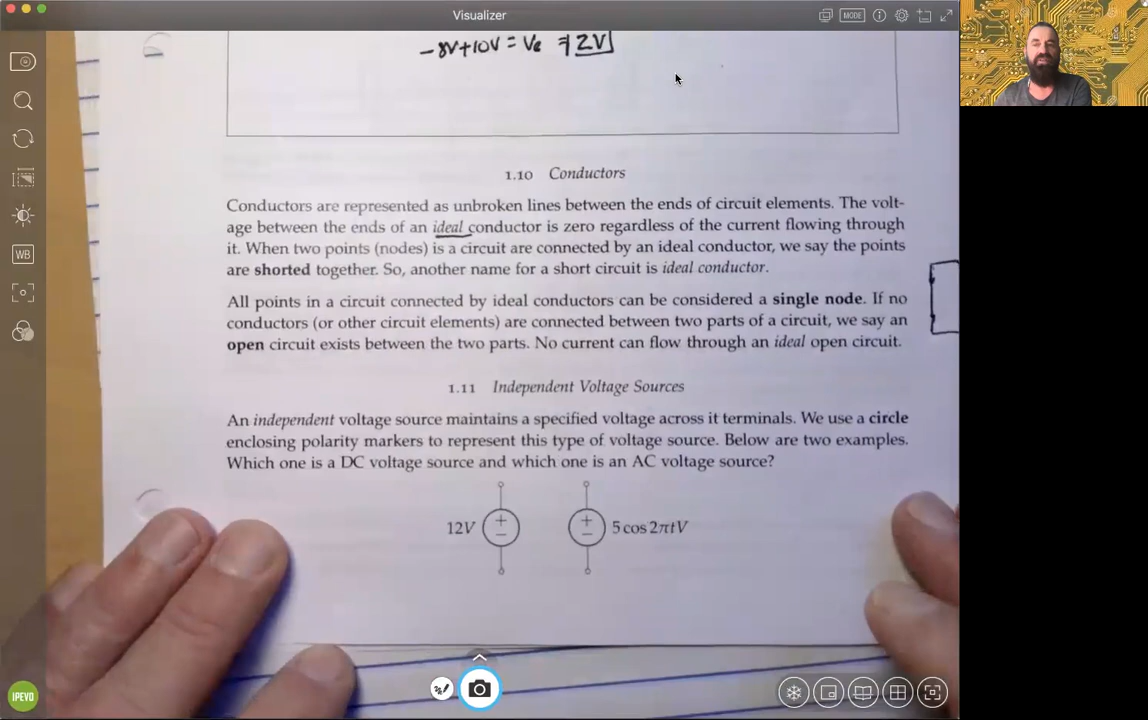 Visualizer
MODE
-8V+10V = Ve = 2V
1.10 Conductors
Conductors are represented as unbroken lines between the ends of circuit elements. The volt-
age between the ends of an ideal conductor is zero regardless of the current flowing through
it. When two points (nodes) is a circuit are connected by an ideal conductor, we say the points
are shorted together. So, another name for a short circuit is ideal conductor.
All points in a circuit connected by ideal conductors can be considered a single node. If no
conductors (or other circuit elements) are connected between two parts of a circuit, we say an
open circuit exists between the two parts. No current can flow through an ideal open circuit.
1.11 Independent Voltage Sources
An independent voltage source maintains a specified voltage across it terminals. We use a circle
enclosing polarity markers to represent this type of voltage source. Below are two examples.
Which one is a DC voltage source and which one is an AC voltage source?
12V + − + − 5 cos 2πtV
WB
IPEVO